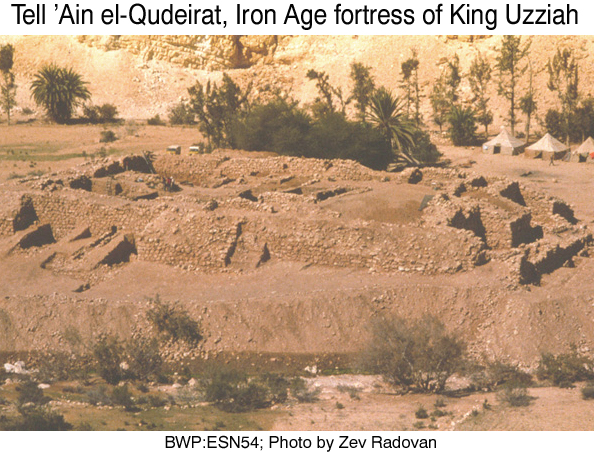 Tell ’Ain el-Qudeirat, Iron Age fortress of King Uzziah
BWP:ESN54; Photo by Zev Radovan